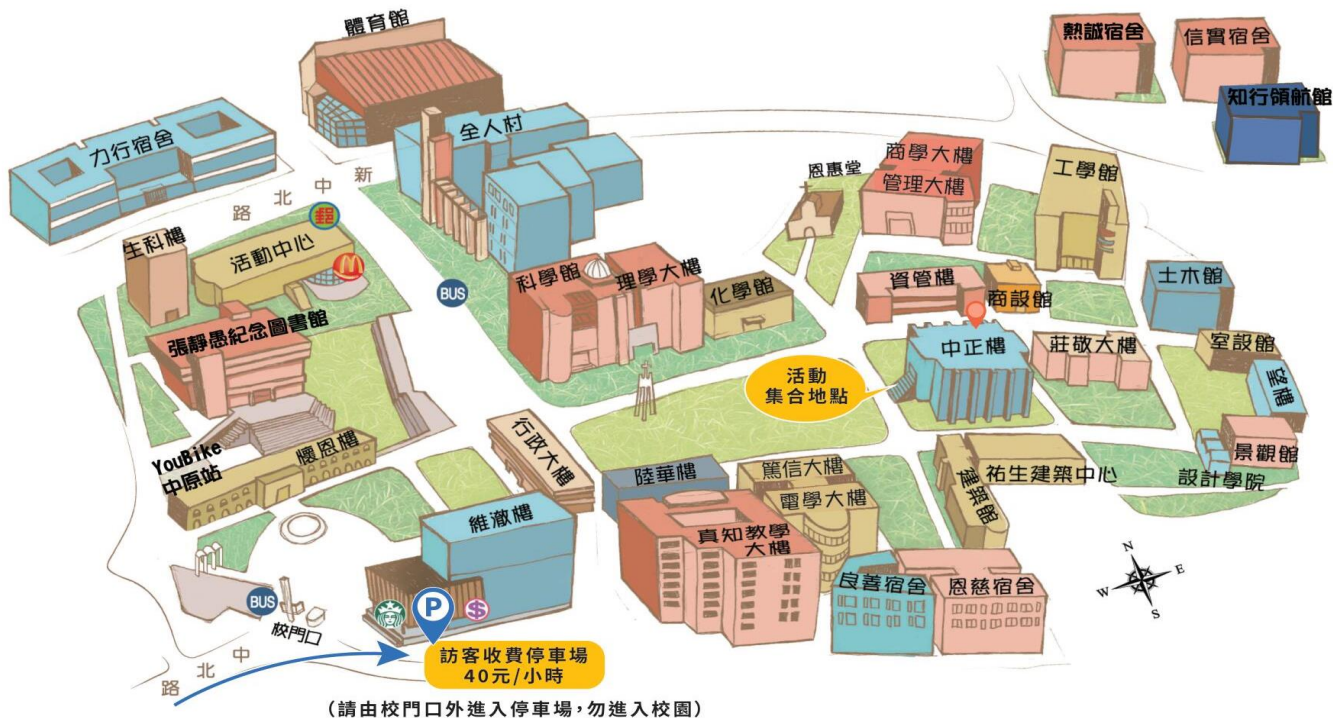 體育館
熱誠宿舍
信實宿舍
知行領航館
力行宿舍
全人村
新中北路
郵
生科樓
活動中心
BUS
恩惠堂
商學大樓
管理大樓
工學館
科學館
理學大樓
化學館
資管樓
商設館
土木館
張靜愚紀念圖書館
中正樓
莊敬大樓
室設館
望樓
活動
集合地點
YouBike
中原站
懷恩樓
行政大樓
陸華樓
篤信大樓
電學大樓
建築館
祐生建築中心
景觀館
設計學院
維澈樓
真知教學
大樓
良善宿舍
恩慈宿舍
N
W
E
S
BUS
校門口
P
$
訪客收費停車場
40元/小時
中北路
(請由校門口外進入停車場,勿進入校園)